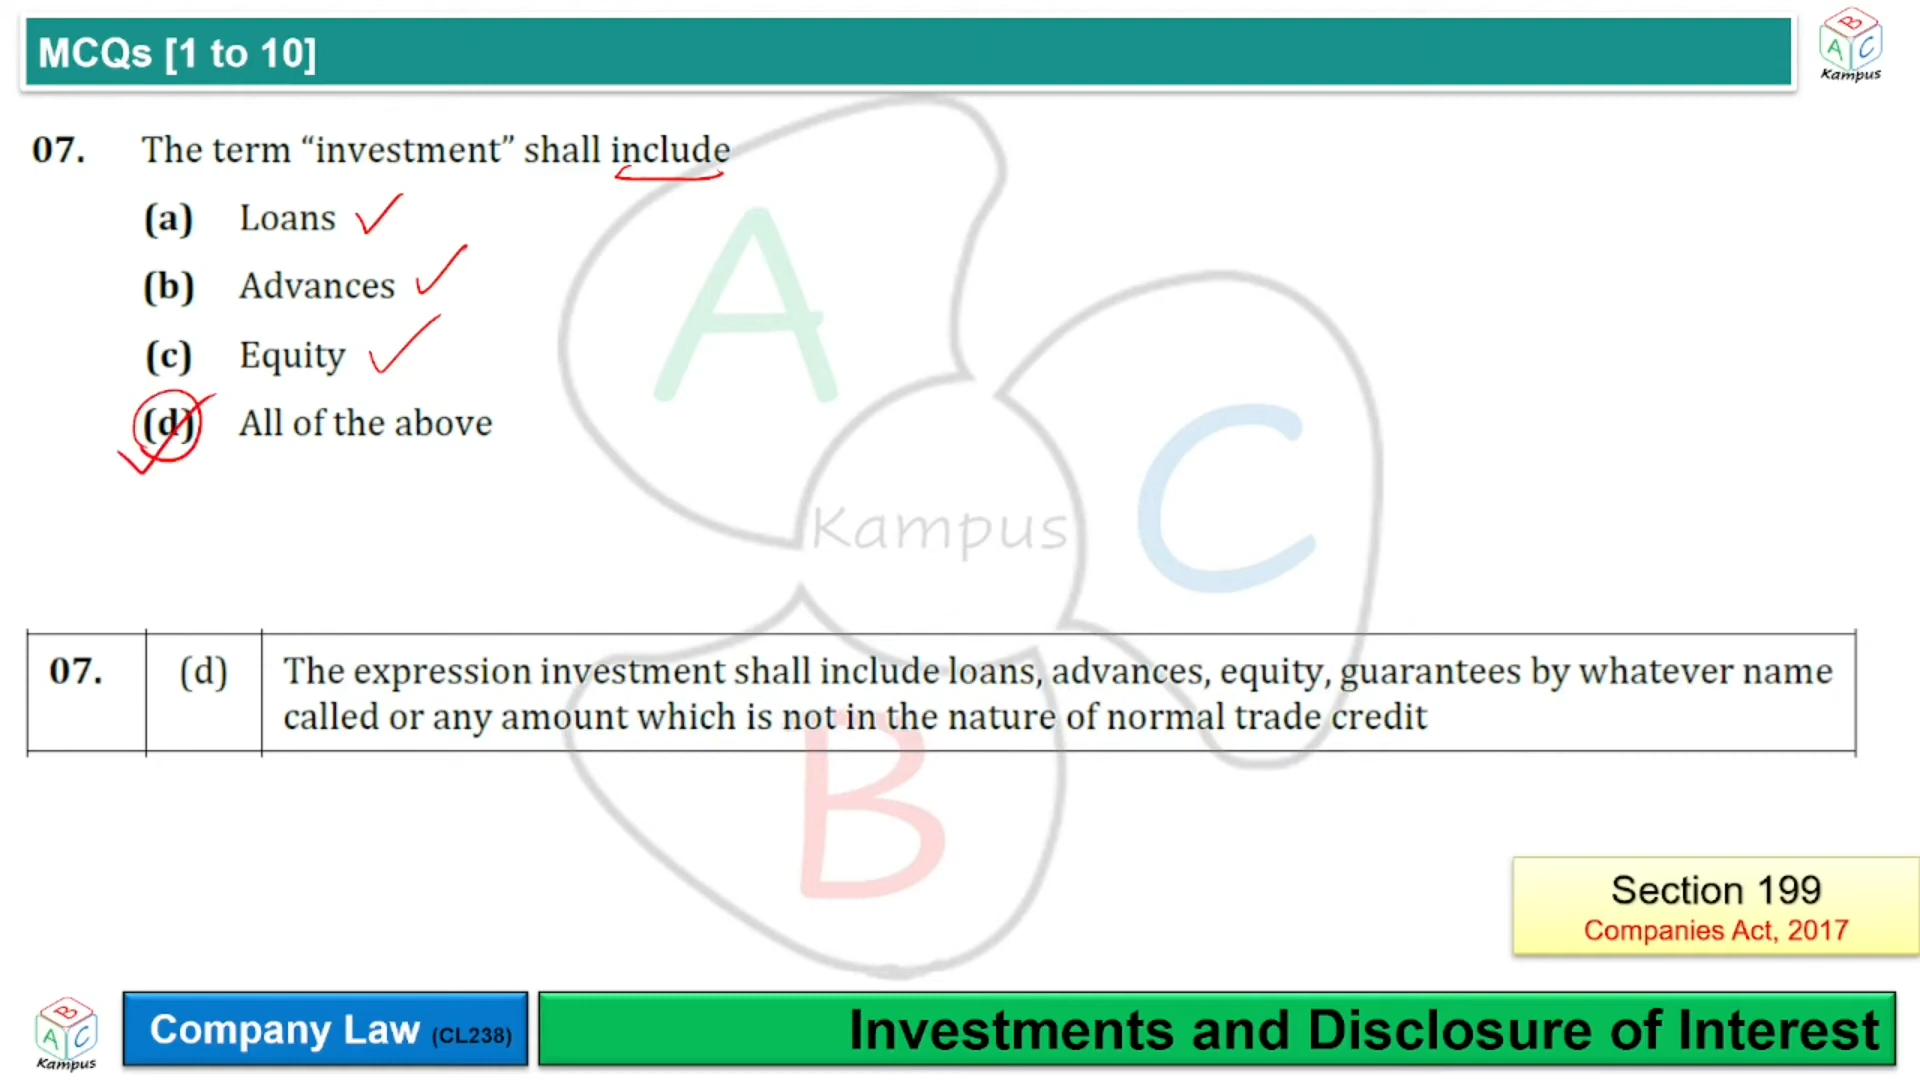 MCQs [1 to 10]
B
A C
Kampus
07. The term “investment” shall include
(a) Loans
(b) Advances
(c) Equity
(d) All of the above
A
C
Kampus
B
07. (d) The expression investment shall include loans, advances, equity, guarantees by whatever name
called or any amount which is not in the nature of normal trade credit
Section 199
Companies Act, 2017
B
A C
Kampus
Company Law (CL238)
Investments and Disclosure of Interest